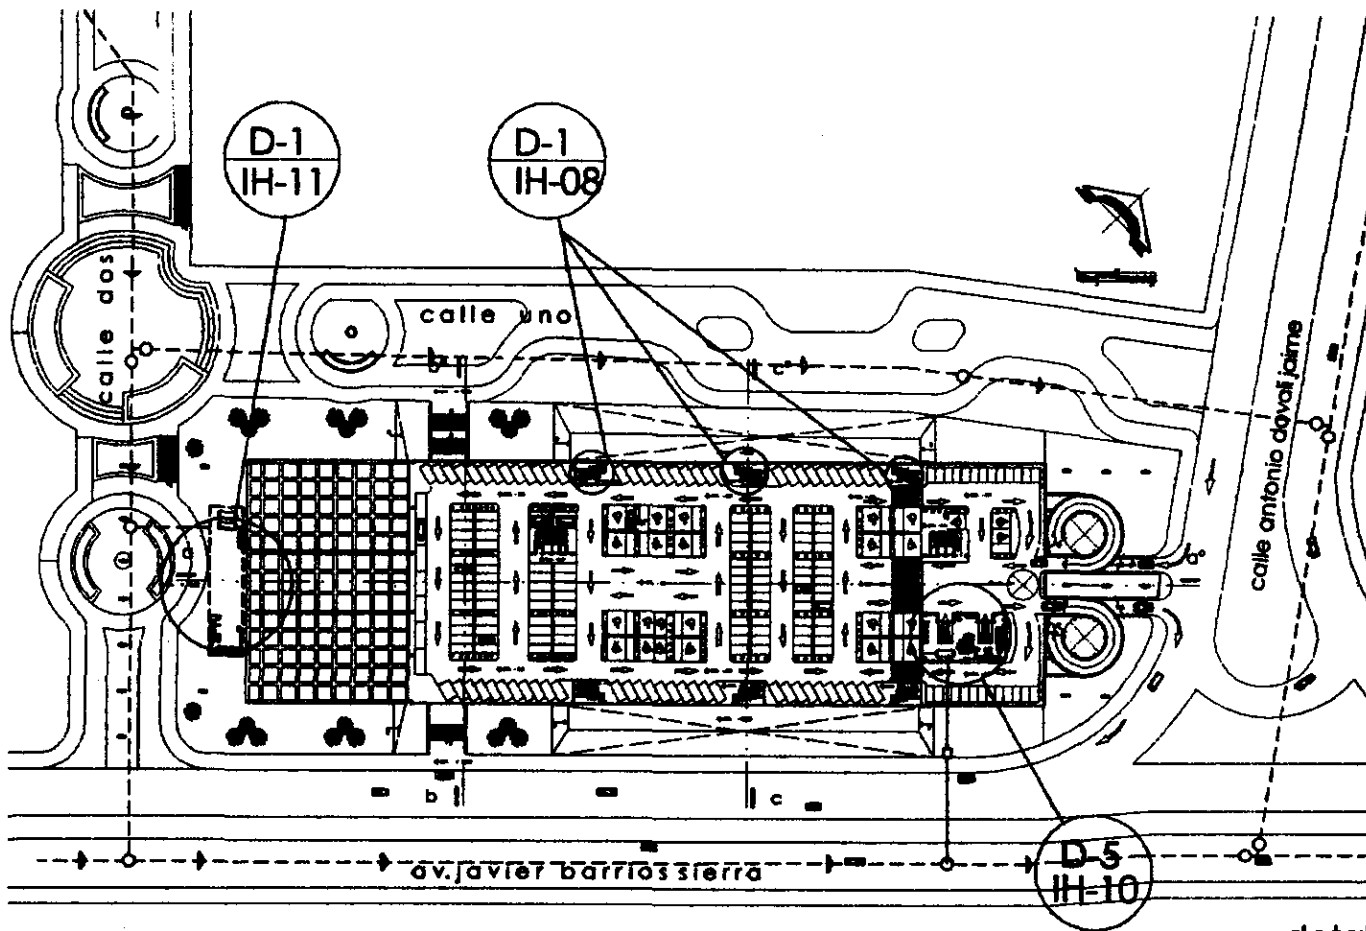 D-1
IH-11
D-1
IH-08
calle dos
calle uno
b'
c'
calle antonio dovali jaime
b
c
av. javier barrios sierra
D-5
IH-10